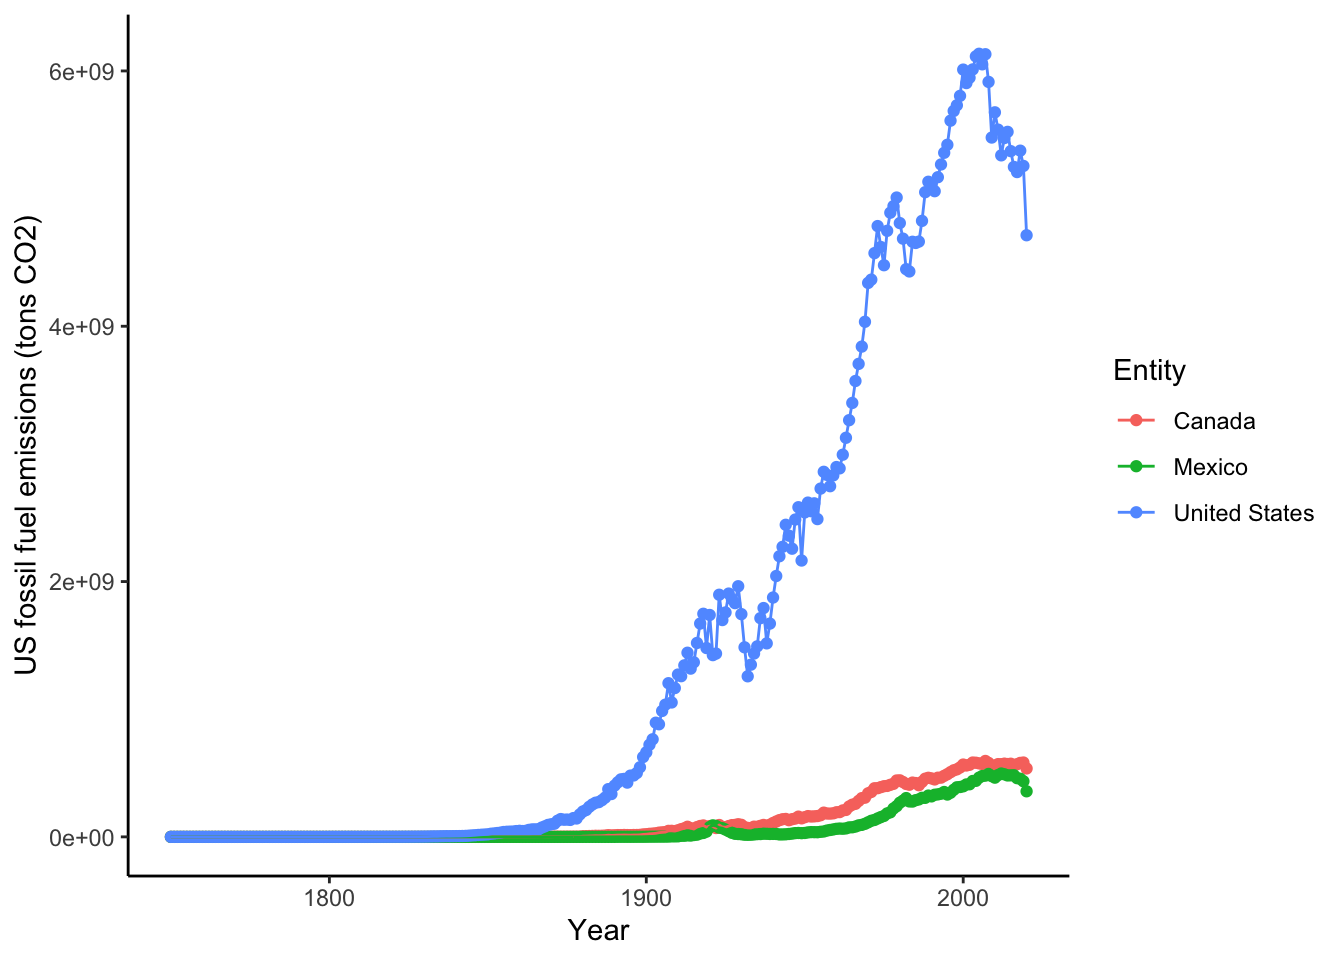 US fossil fuel emissions (tons CO2)
6e+09
4e+09
2e+09
0e+00
1800 1900 2000
Year
Entity
Canada
Mexico
United States